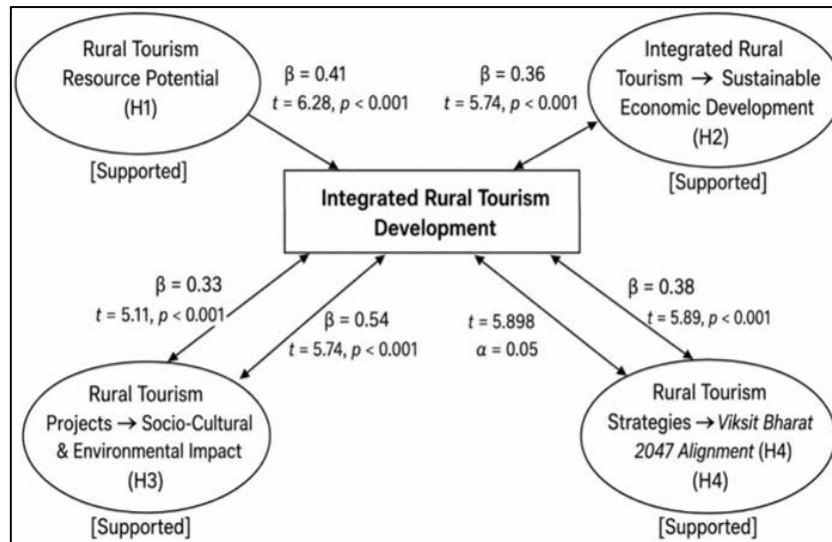 Rural Tourism
Resource Potential
(H1)
[Supported]
β = 0.41
t = 6.28, p < 0.001
β = 0.36
t = 5.74, p < 0.001
Integrated Rural
Tourism → Sustainable
Economic Development
(H2)
[Supported]
Integrated Rural Tourism
Development
β = 0.33
t = 5.11, p < 0.001
β = 0.54
t = 5.74, p < 0.001
t = 5.898
α = 0.05
β = 0.38
t = 5.89, p < 0.001
Rural Tourism
Projects → Socio-Cultural
& Environmental Impact
(H3)
[Supported]
Rural Tourism
Strategies → Viksit Bharat
2047 Alignment (H4)
(H4)
[Supported]